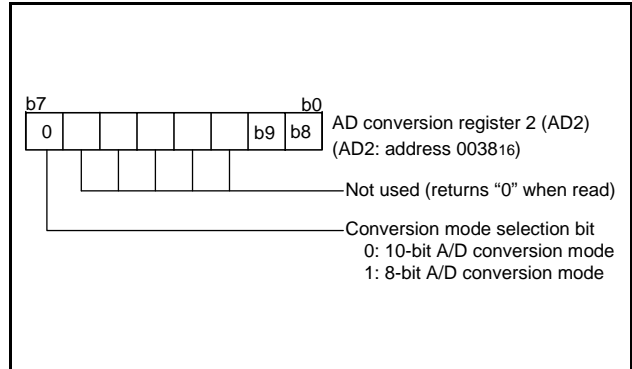 b7 b0
0 b9 b8
AD conversion register 2 (AD2)
(AD2: address 003816)
Not used (returns “0” when read)
Conversion mode selection bit
0: 10-bit A/D conversion mode
1: 8-bit A/D conversion mode